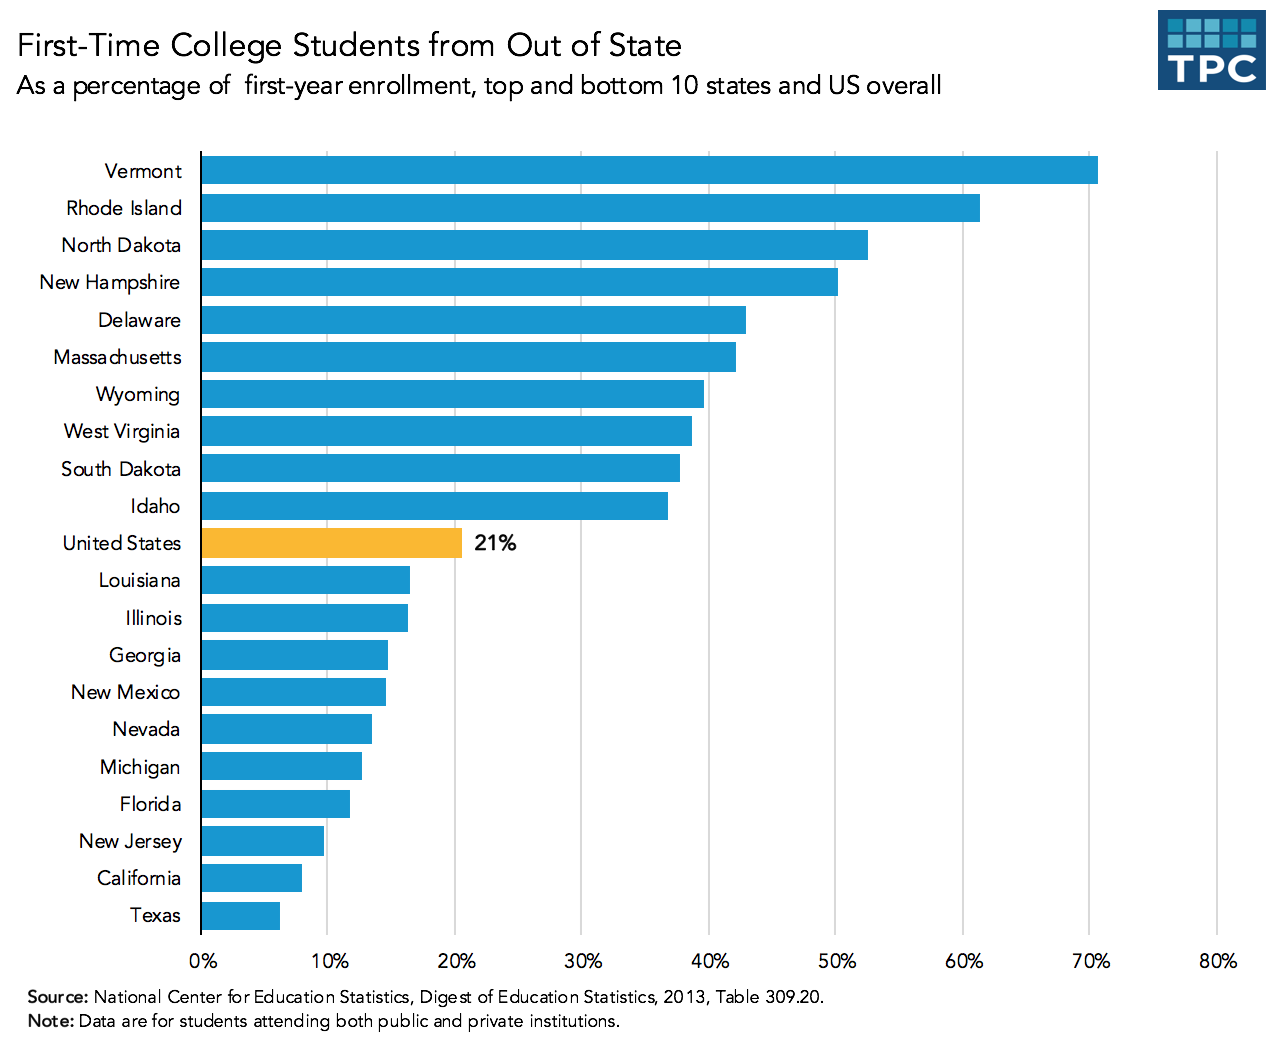 First-Time College Students from Out of State
As a percentage of first-year enrollment, top and bottom 10 states and US overall
TPC
Vermont
Rhode Island
North Dakota
New Hampshire
Delaware
Massachusetts
Wyoming
West Virginia
South Dakota
Idaho
United States 21%
Louisiana
Illinois
Georgia
New Mexico
Nevada
Michigan
Florida
New Jersey
California
Texas
0% 10% 20% 30% 40% 50% 60% 70% 80%
Source: National Center for Education Statistics, Digest of Education Statistics, 2013, Table 309.20.
Note: Data are for students attending both public and private institutions.